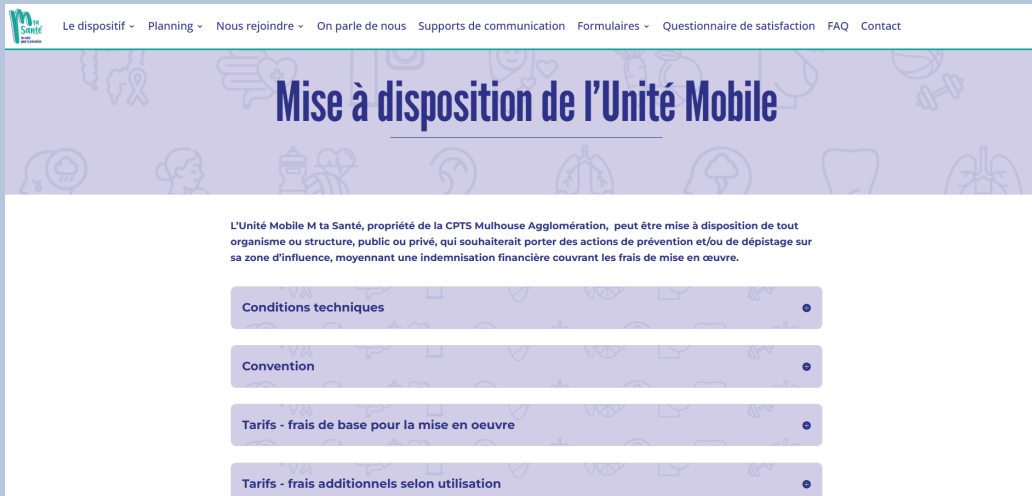 M ta
Santé
Le dispositif
Planning
Nous rejoindre
On parle de nous
Supports de communication
Formulaires
Questionnaire de satisfaction
FAQ
Contact
Mise à disposition de l'Unité Mobile
L'Unité Mobile M ta Santé, propriété de la CPTS Mulhouse Agglomération, peut être mise à disposition de tout
organisme ou structure, public ou privé, qui souhaiterait porter des actions de prévention et/ou de dépistage sur
sa zone d'influence, moyennant une indemnisation financière couvrant les frais de mise en œuvre.
Conditions techniques
Convention
Tarifs - frais de base pour la mise en oeuvre
Tarifs - frais additionnels selon utilisation